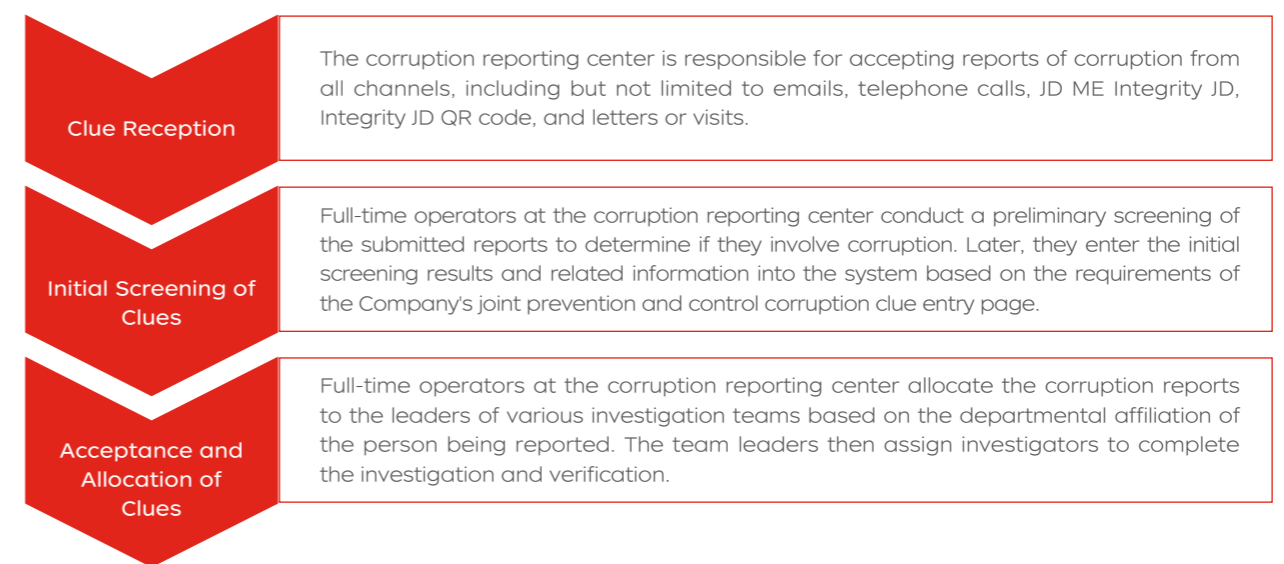 Clue Reception
The corruption reporting center is responsible for accepting reports of corruption from
all channels, including but not limited to emails, telephone calls, JD ME Integrity JD,
Integrity JD QR code, and letters or visits.
Initial Screening of
Clues
Full-time operators at the corruption reporting center conduct a preliminary screening of
the submitted reports to determine if they involve corruption. Later, they enter the initial
screening results and related information into the system based on the requirements of
the Company's joint prevention and control corruption clue entry page.
Acceptance and
Allocation of
Clues
Full-time operators at the corruption reporting center allocate the corruption reports
to the leaders of various investigation teams based on the departmental affiliation of
the person being reported. The team leaders then assign investigators to complete
the investigation and verification.